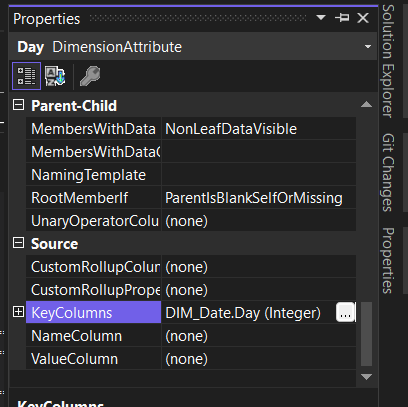 Properties
Day DimensionAttribute
Parent-Child
MembersWithData NonLeafDataVisible
MembersWithDataC
NamingTemplate
RootMemberIf ParentIsBlankSelfOrMissing
UnaryOperatorColu (none)
Source
CustomRollupColun (none)
CustomRollupPrope (none)
KeyColumns DIM_Date.Day (Integer) ...
NameColumn (none)
ValueColumn (none)
KeyColumns
Solution Explorer
Git Changes
Properties